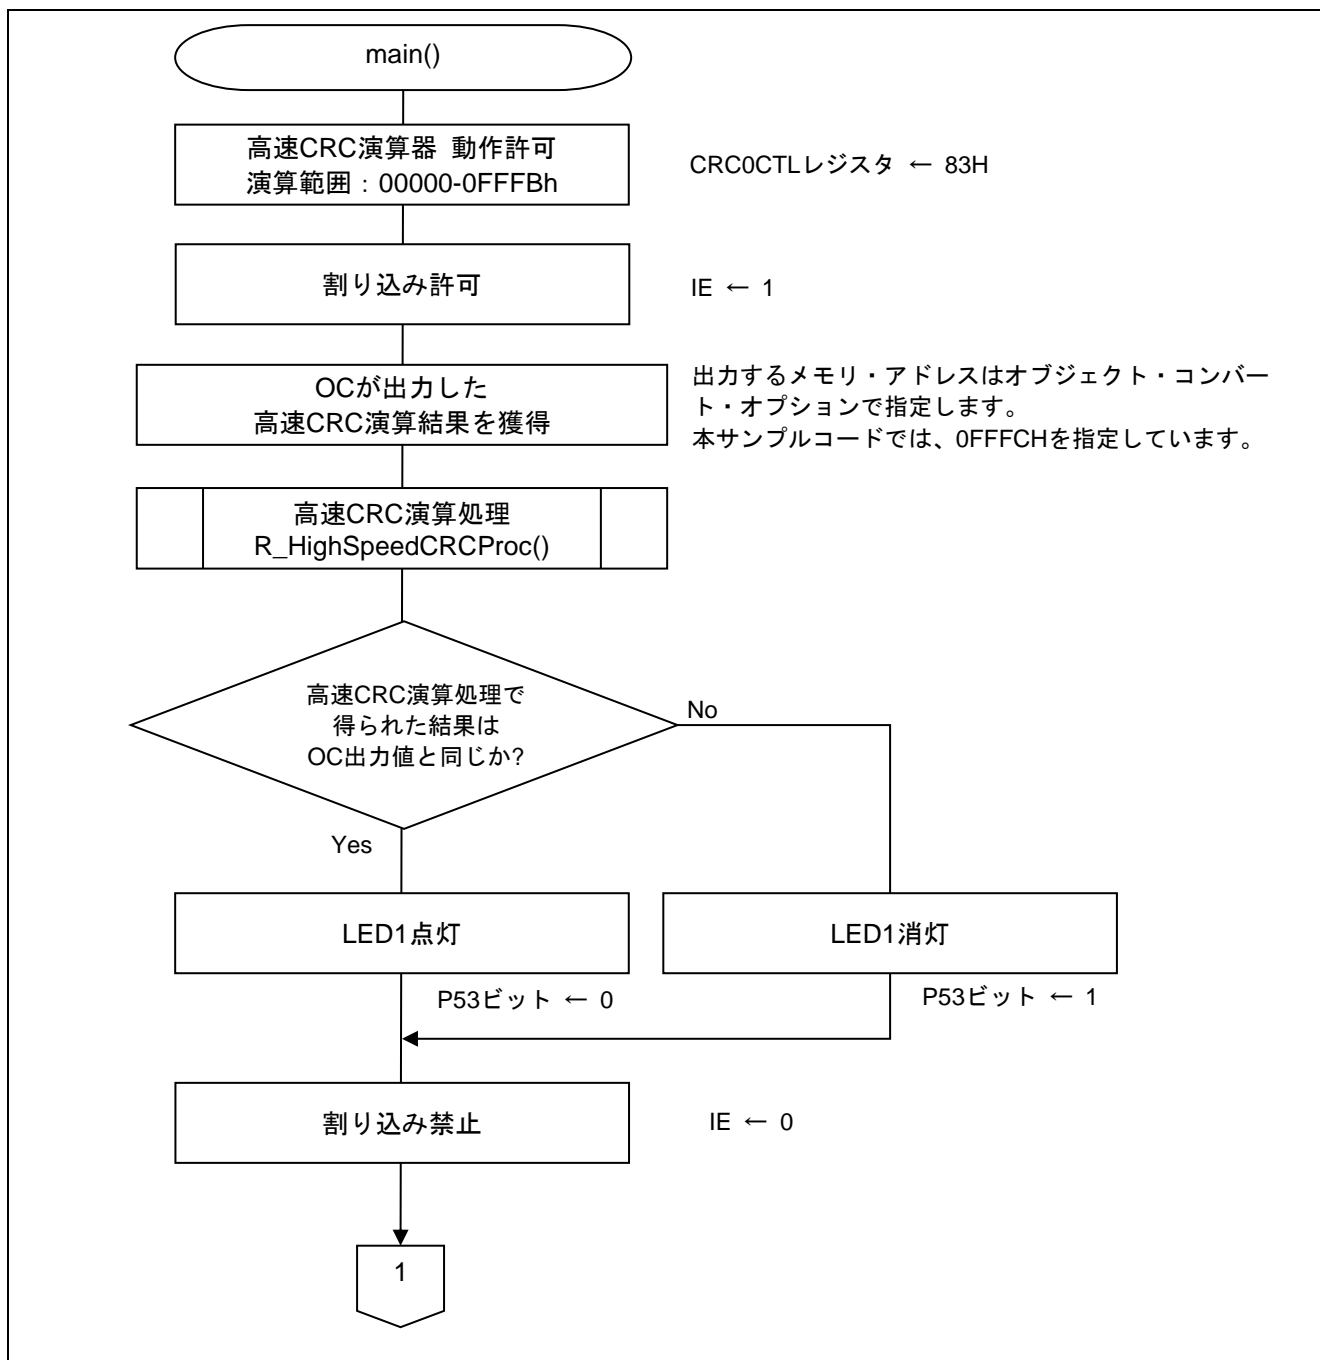 main()
高速CRC演算器 動作許可
演算範囲：00000-0FFFBh
CRC0CTLレジスタ ← 83H
割り込み許可
IE ← 1
OCが出力した
高速CRC演算結果を獲得
出力するメモリ・アドレスはオブジェクト・コンバー
ト・オプションで指定します。
本サンプルコードでは、0FFFCHを指定しています。
高速CRC演算処理
R_HighSpeedCRCProc()
高速CRC演算処理で
得られた結果は
OC出力値と同じか?
No
Yes
LED1点灯
LED1消灯
P53ビット ← 0
P53ビット ← 1
割り込み禁止
IE ← 0
1